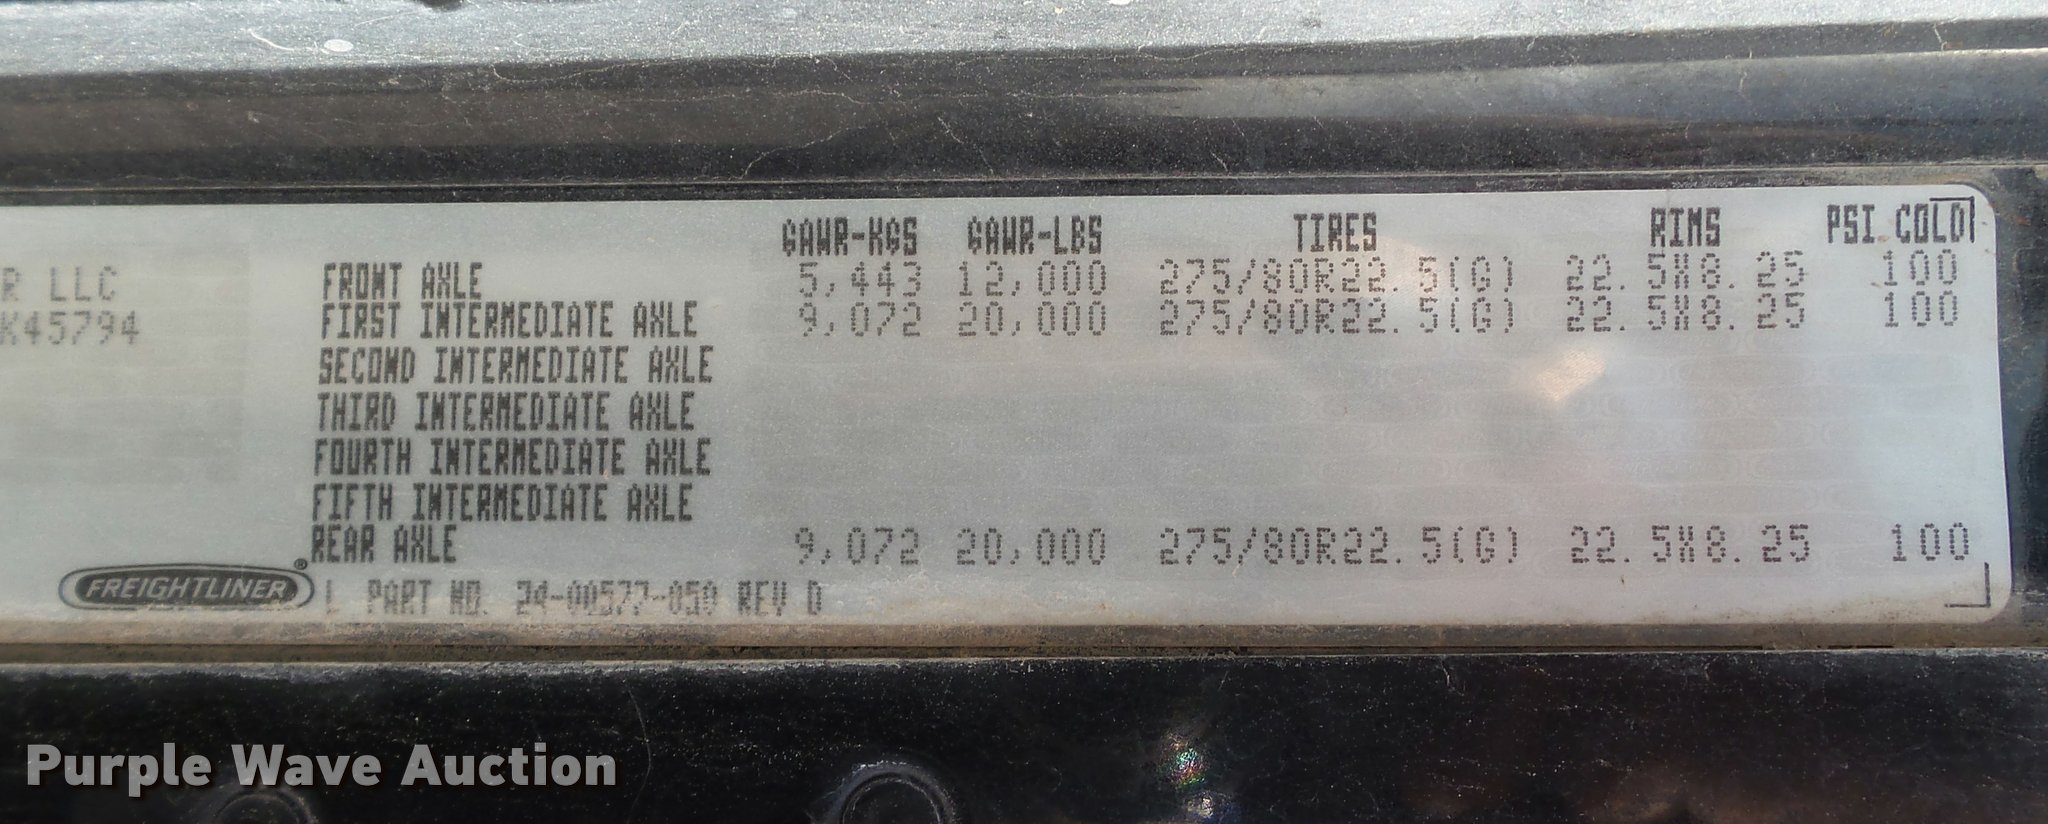 GAWR-KGS GAWR-LBS TIRES RIMS PSI COLD
R LLC FRONT AXLE 5,443 12,000 275/80R22.5(G) 22.5X8.25 100
K45794 FIRST INTERMEDIATE AXLE 9,072 20,000 275/80R22.5(G) 22.5X8.25 100
SECOND INTERMEDIATE AXLE
THIRD INTERMEDIATE AXLE
FOURTH INTERMEDIATE AXLE
FIFTH INTERMEDIATE AXLE
REAR AXLE 9,072 20,000 275/80R22.5(G) 22.5X8.25 100
FREIGHTLINER® L PART NO. 24-00577-050 REV D
Purple Wave Auction